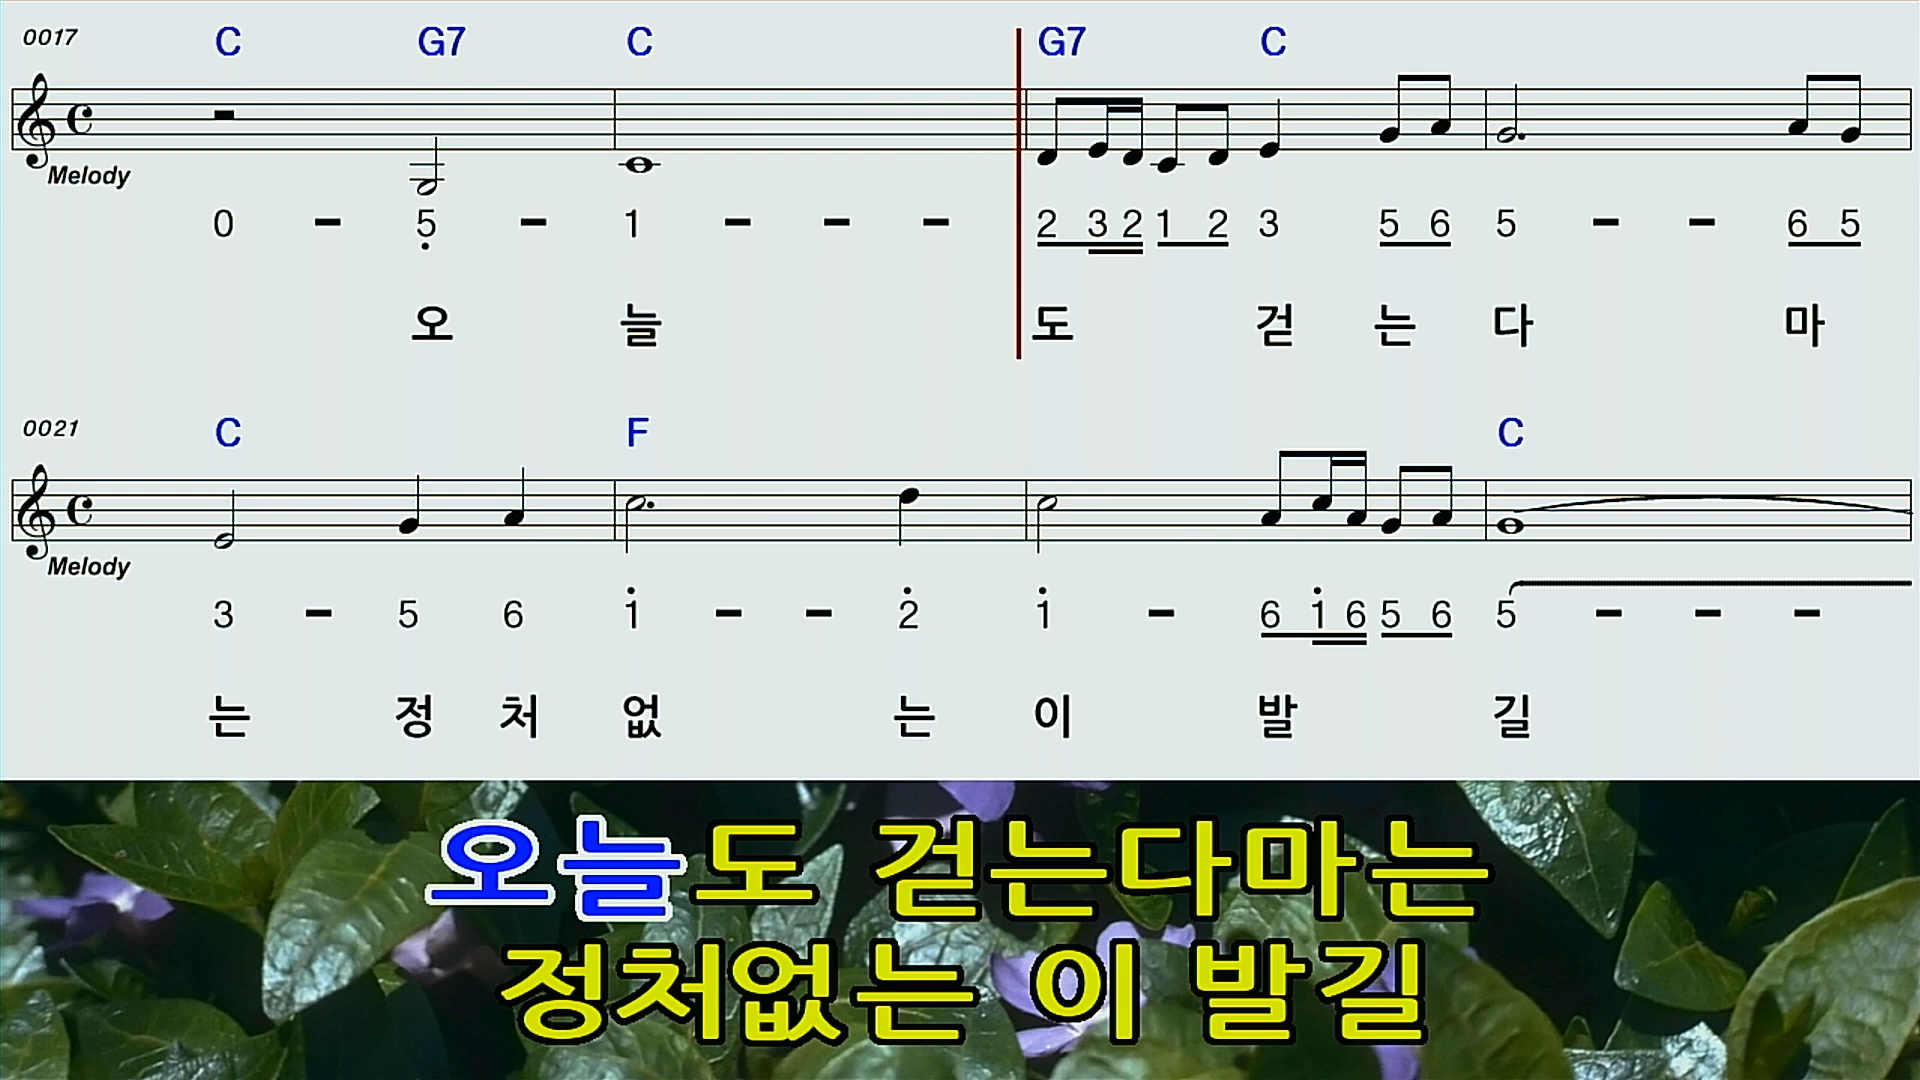 0017 C G7 C G7 C
Melody
0 - 5 - 1 - - - 2 3 2 1 2 3 5 6 5 - - 6 5
오 늘 도 걷 는 다 마
0021 C F C
Melody
3 - 5 6 1 - - 2 1 - 6 1 6 5 6 5 - - -
는 정 처 없 는 이 발 길
오늘도 걷는다마는
정처없는 이 발길